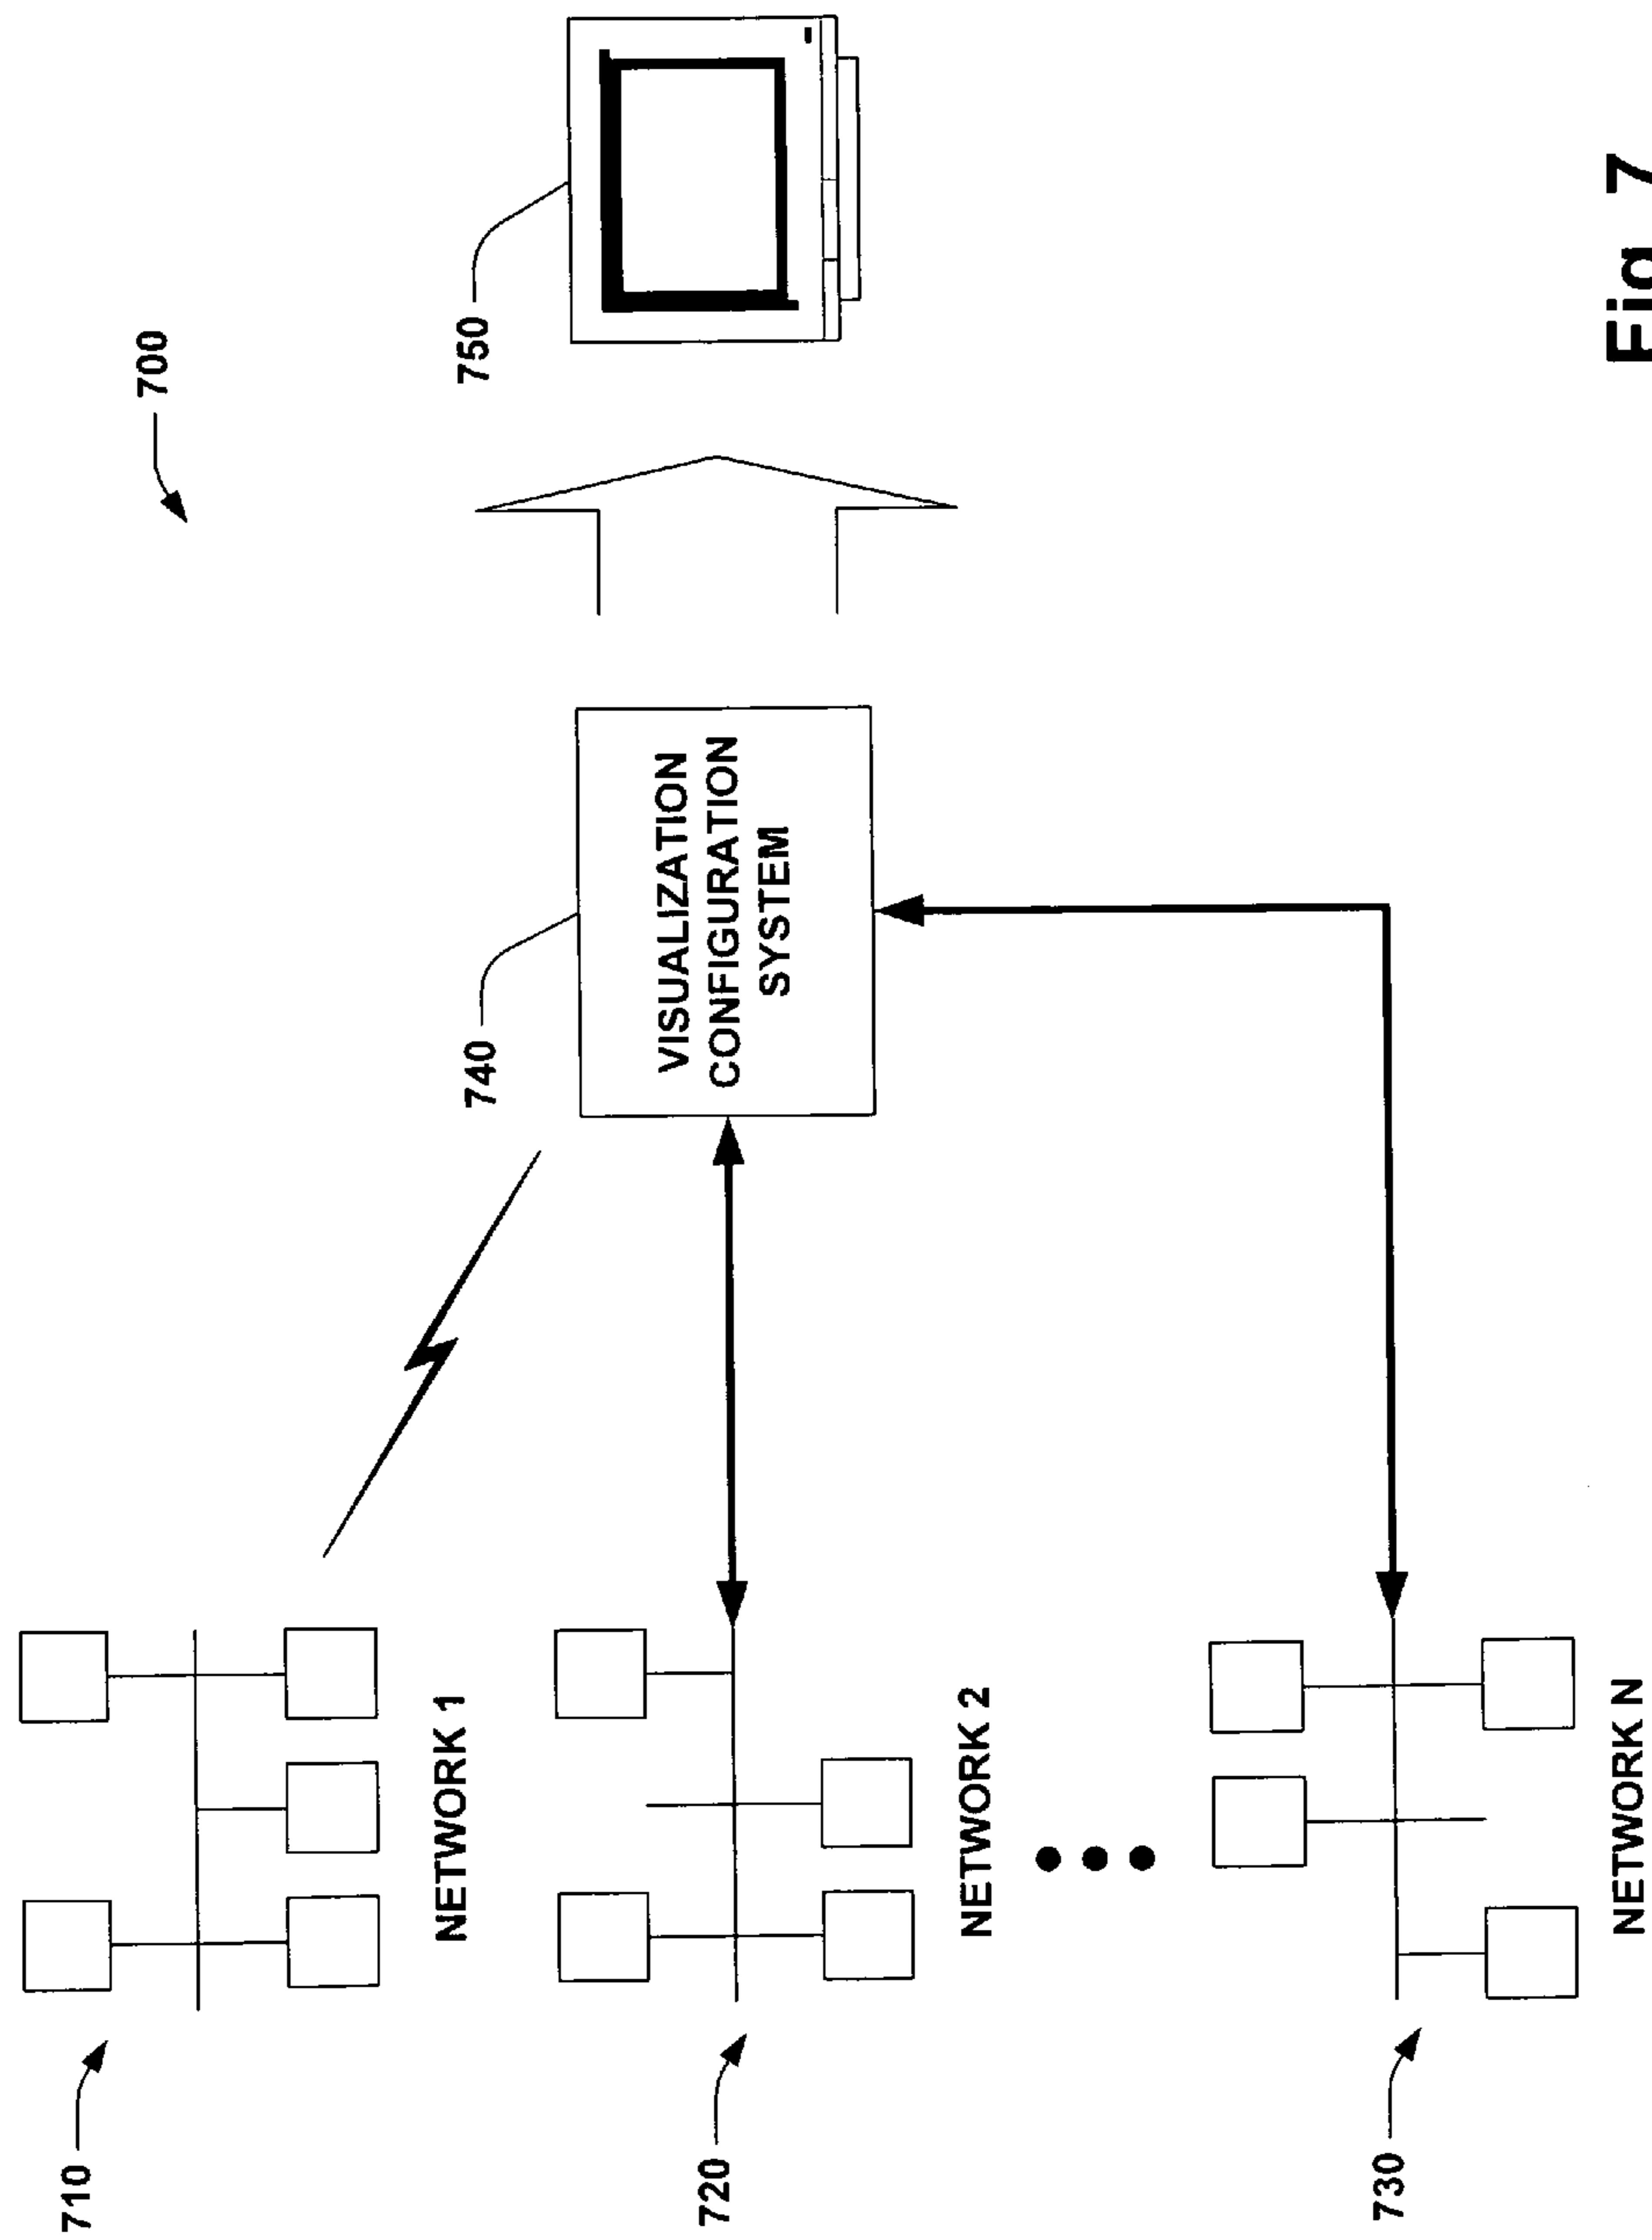 700
710
NETWORK 1
740
VISUALIZATION
CONFIGURATION
SYSTEM
750
720
NETWORK 2
730
NETWORK N
Fig. 7